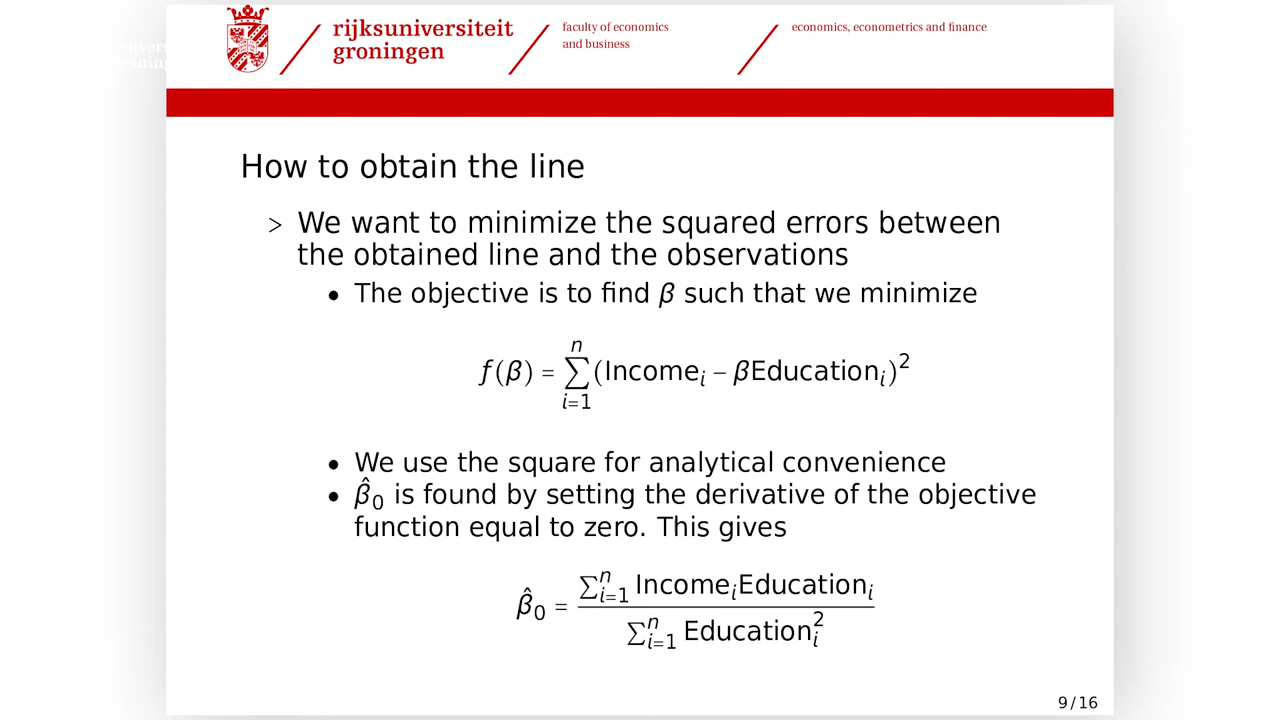 rijksuniversiteit
groningen
faculty of economics
and business
economics, econometrics and finance
How to obtain the line
> We want to minimize the squared errors between
the obtained line and the observations
• The objective is to find β such that we minimize
f(β) = ∑ⁿᵢ₌₁ (Incomeᵢ − βEducationᵢ)²
• We use the square for analytical convenience
• β̂₀ is found by setting the derivative of the objective
function equal to zero. This gives
β̂₀ = ∑ⁿᵢ₌₁ IncomeᵢEducationᵢ / ∑ⁿᵢ₌₁ Educationᵢ²
9/16